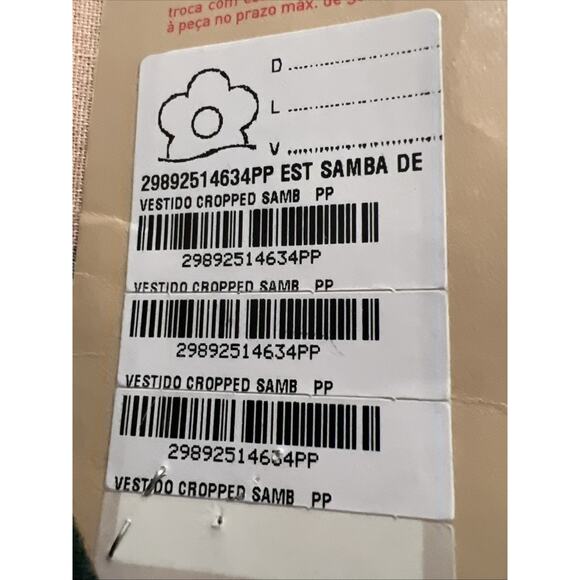 troca com
à peça no prazo máx. de
D
L
V
29892514634PP EST SAMBA DE
VESTIDO CROPPED SAMB PP
29892514634PP
VESTIDO CROPPED SAMB PP
29892514634PP
VESTIDO CROPPED SAMB PP
29892514634PP
VESTIDO CROPPED SAMB PP